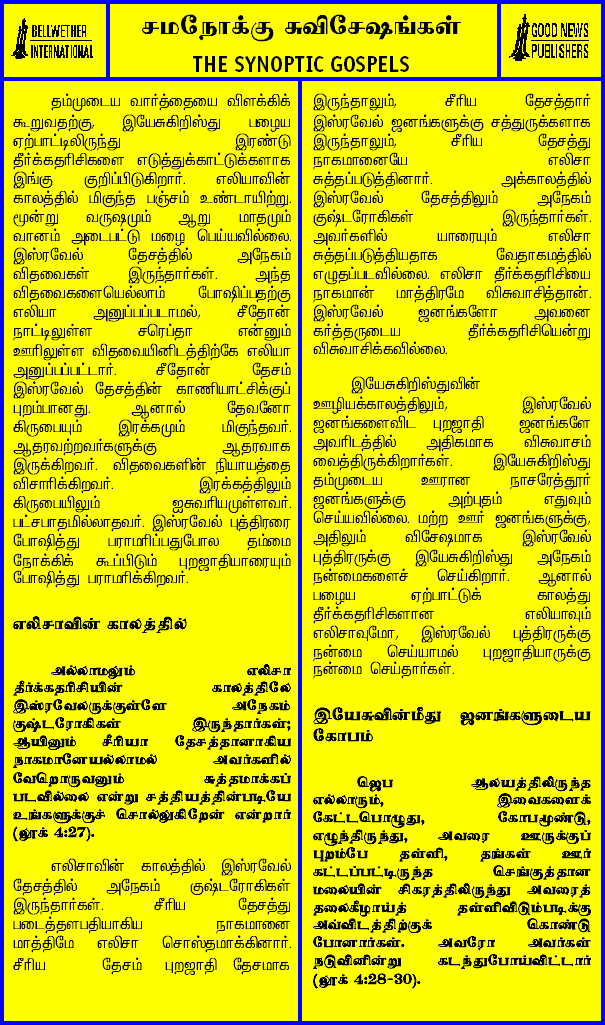 BELLWETHER
INTERNATIONAL
சமநோக்கு சுவிசேஷங்கள்
THE SYNOPTIC GOSPELS
GOOD NEWS
PUBLISHERS
தம்முடைய வார்த்தையை விளக்கிக்
கூறுவதற்கு, இயேசுகிறிஸ்து பழைய
ஏற்பாட்டிலிருந்து இரண்டு
தீர்க்கதரிசிகளை எடுத்துக்காட்டுக்களாக
இங்கு குறிப்பிடுகிறார். எலியாவின்
காலத்தில் மிகுந்த பஞ்சம் உண்டாயிற்று.
மூன்று வருஷமும் ஆறு மாதமும்
வானம் அடைபட்டு மழை பெய்யவில்லை.
இஸ்ரவேல் தேசத்தில் அநேகம்
விதவைகள் இருந்தார்கள். அந்த
விதவைகளையெல்லாம் போஷிப்பதற்கு
எலியா அனுப்பப்படாமல், சீதோன்
நாட்டிலுள்ள சரெப்தா என்னும்
ஊரிலுள்ள விதவையினிடத்திற்கே எலியா
அனுப்பப்பட்டார். சீதோன் தேசம்
இஸ்ரவேல் தேசத்தின் காணியாட்சிக்குப்
புறம்பானது. ஆனால் தேவனோ
கிருபையும் இரக்கமும் மிகுந்தவர்.
ஆதரவற்றவர்களுக்கு ஆதரவாக
இருக்கிறவர். விதவைகளின் நியாயத்தை
விசாரிக்கிறவர். இரக்கத்திலும்
கிருபையிலும் ஐசுவரியமுள்ளவர்.
பட்சபாதமில்லாதவர். இஸ்ரவேல் புத்திரரை
போஷித்து பராமரிப்பதுபோல தம்மை
நோக்கிக் கூப்பிடும் புறஜாதியாரையும்
போஷித்து பராமரிக்கிறவர்.
எலிசாவின் காலத்தில்
அல்லாமலும் எலிசா
தீர்க்கதரிசியின் காலத்திலே
இஸ்ரவேலருக்குள்ளே அநேகம்
குஷ்டரோகிகள் இருந்தார்கள்;
ஆயினும் சீரியா தேசத்தானாகிய
நாகமானேயல்லாமல் அவர்களில்
வேறொருவனும் சுத்தமாக்கப்
படவில்லை என்று சத்தியத்தின்படியே
உங்களுக்குச் சொல்லுகிறேன் என்றார்
(லூக் 4:27).
எலிசாவின் காலத்தில் இஸ்ரவேல்
தேசத்தில் அநேகம் குஷ்டரோகிகள்
இருந்தார்கள். சீரிய தேசத்து
படைத்தளபதியாகிய நாகமானை
மாத்திமே எலிசா சொஸ்தமாக்கினார்.
சீரிய தேசம் புறஜாதி தேசமாக
இருந்தாலும், சீரிய தேசத்தார்
இஸ்ரவேல் ஜனங்களுக்கு சத்துருக்களாக
இருந்தாலும், சீரிய தேசத்து
நாகமானையே எலிசா
சுத்தப்படுத்தினார். அக்காலத்தில்
இஸ்ரவேல் தேசத்திலும் அநேகம்
குஷ்டரோகிகள் இருந்தார்கள்.
அவர்களில் யாரையும் எலிசா
சுத்தப்படுத்தியதாக வேதாகமத்தில்
எழுதப்படவில்லை. எலிசா தீர்க்கதரிசியை
நாகமான் மாத்திரமே விசுவாசித்தான்.
இஸ்ரவேல் ஜனங்களோ அவனை
கர்த்தருடைய தீர்க்கதரிசியென்று
விசுவாசிக்கவில்லை.
இயேசுகிறிஸ்துவின்
ஊழியக்காலத்திலும், இஸ்ரவேல்
ஜனங்களைவிட புறஜாதி ஜனங்களே
அவரிடத்தில் அதிகமாக விசுவாசம்
வைத்திருக்கிறார்கள். இயேசுகிறிஸ்து
தம்முடைய ஊரான நாசரேத்தூர்
ஜனங்களுக்கு அற்புதம் எதுவும்
செய்யவில்லை. மற்ற ஊர் ஜனங்களுக்கு,
அதிலும் விசேஷமாக இஸ்ரவேல்
புத்திரருக்கு இயேசுகிறிஸ்து அநேகம்
நன்மைகளைச் செய்கிறார். ஆனால்
பழைய ஏற்பாட்டுக் காலத்து
தீர்க்கதரிசிகளான எலியாவும்
எலிசாவுமோ, இஸ்ரவேல் புத்திரருக்கு
நன்மை செய்யாமல் புறஜாதியாருக்கு
நன்மை செய்தார்கள்.
இயேசுவின்மீது ஜனங்களுடைய
கோபம்
ஜெப ஆலயத்திலிருந்த
எல்லாரும், இவைகளைக்
கேட்டபொழுது, கோபமூண்டு,
எழுந்திருந்து, அவரை ஊருக்குப்
புறம்பே தள்ளி, தங்கள் ஊர்
கட்டப்பட்டிருந்த செங்குத்தான
மலையின் சிகரத்திலிருந்து அவரைத்
தலைகீழாய்த் தள்ளிவிடும்படிக்கு
அவ்விடத்திற்குக் கொண்டு
போனார்கள். அவரோ அவர்கள்
நடுவினின்று கடந்துபோய்விட்டார்
(லூக் 4:28-30).